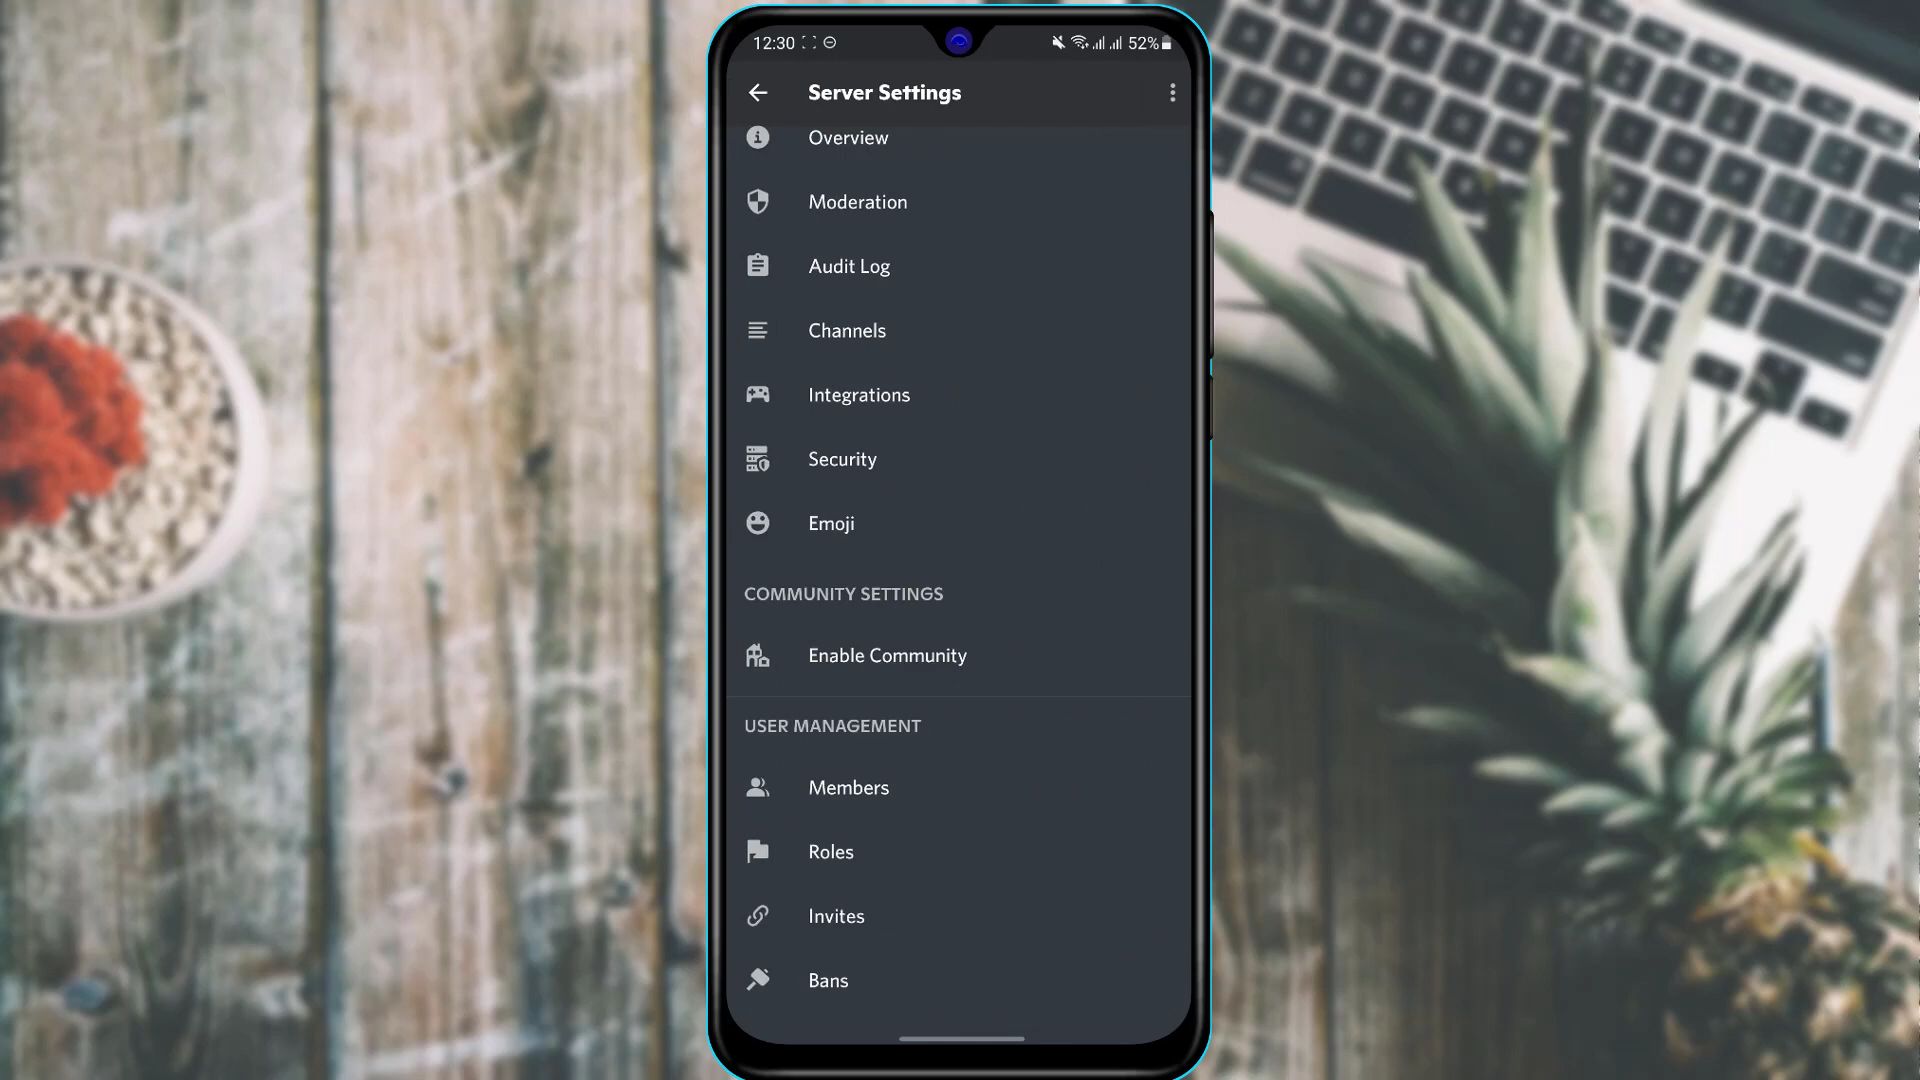 12:30 52%
Server Settings
Overview
Moderation
Audit Log
Channels
Integrations
Security
Emoji
COMMUNITY SETTINGS
Enable Community
USER MANAGEMENT
Members
Roles
Invites
Bans